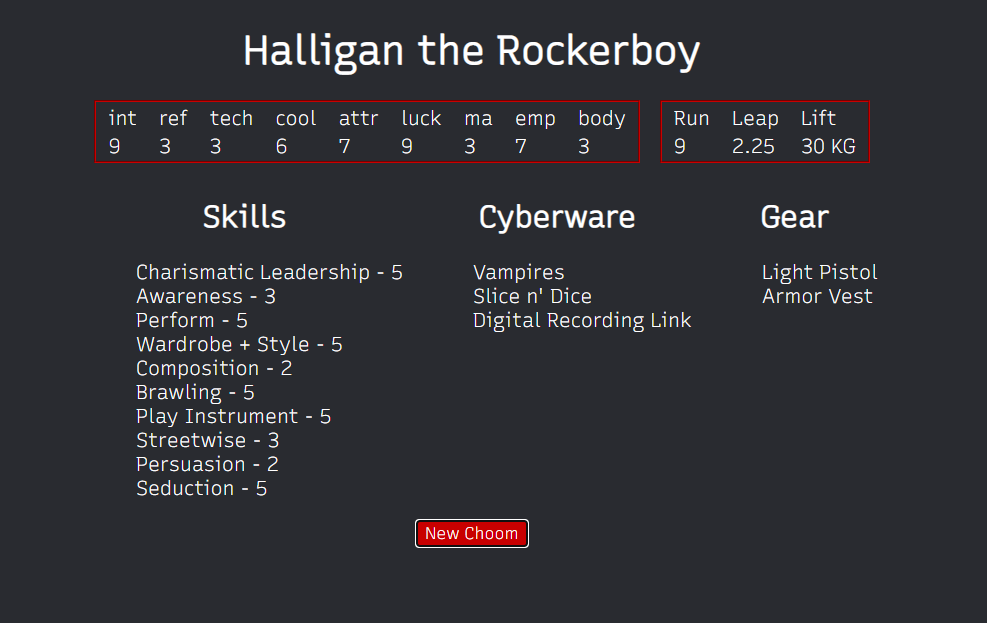 Halligan the Rockerboy
int ref tech cool attr luck ma emp body
9 3 3 6 7 9 3 7 3
Run Leap Lift
9 2.25 30 KG
Skills
Charismatic Leadership - 5
Awareness - 3
Perform - 5
Wardrobe + Style - 5
Composition - 2
Brawling - 5
Play Instrument - 5
Streetwise - 3
Persuasion - 2
Seduction - 5
Cyberware
Vampires
Slice n' Dice
Digital Recording Link
Gear
Light Pistol
Armor Vest
New Choom